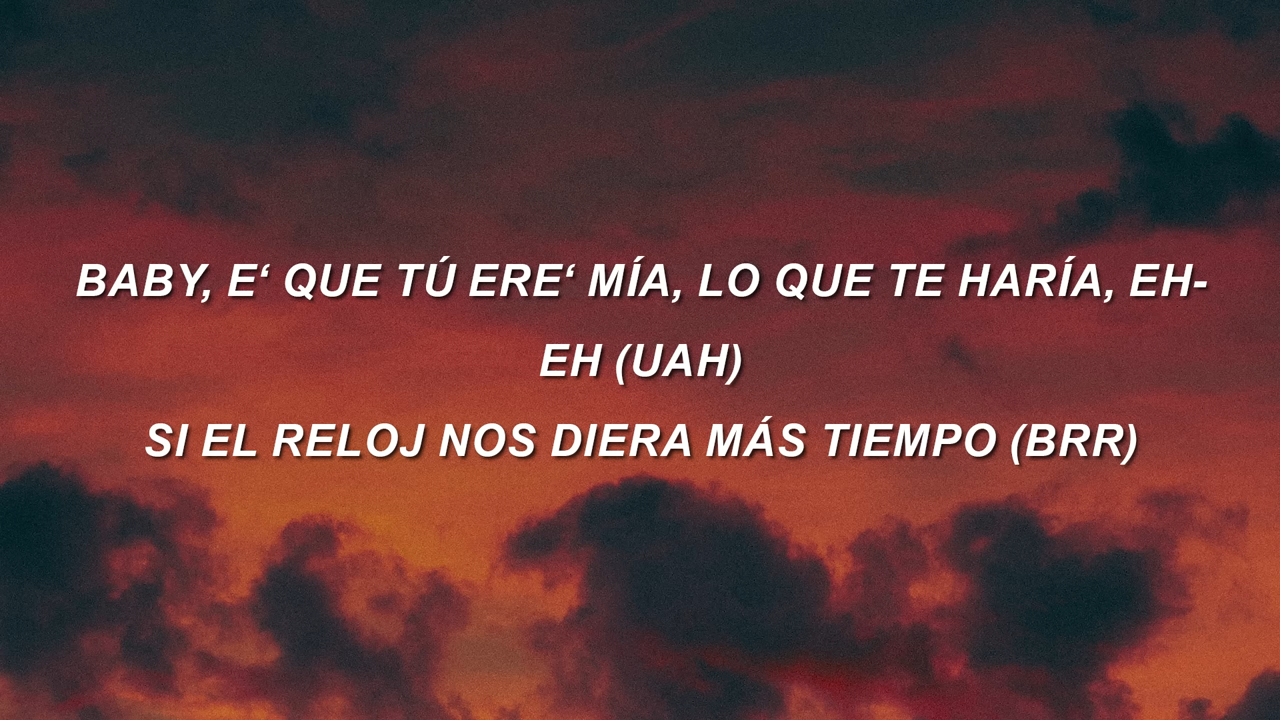 BABY, E‘ QUE TÚ ERE‘ MÍA, LO QUE TE HARÍA, EH-
EH (UAH)
SI EL RELOJ NOS DIERA MÁS TIEMPO (BRR)